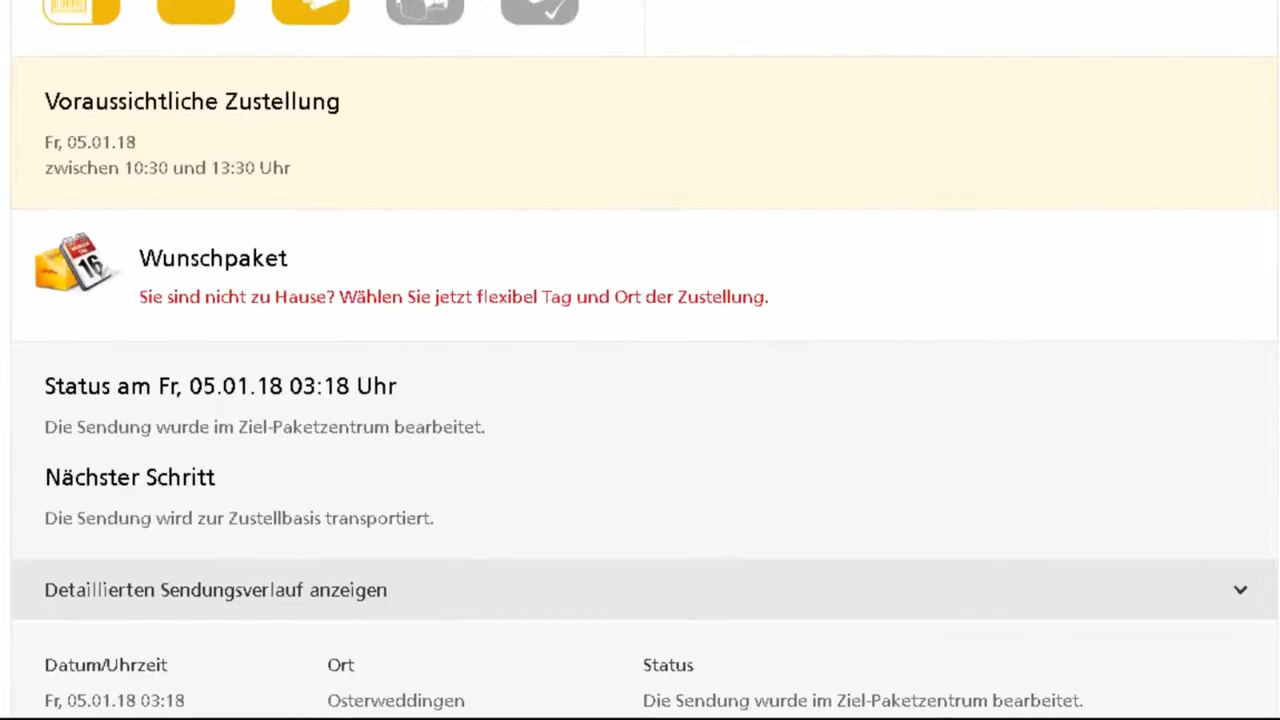 Voraussichtliche Zustellung
Fr, 05.01.18
zwischen 10:30 und 13:30 Uhr
16
Wunschpaket
Sie sind nicht zu Hause? Wählen Sie jetzt flexibel Tag und Ort der Zustellung.
Status am Fr, 05.01.18 03:18 Uhr
Die Sendung wurde im Ziel-Paketzentrum bearbeitet.
Nächster Schritt
Die Sendung wird zur Zustellbasis transportiert.
Detaillierten Sendungsverlauf anzeigen
Datum/Uhrzeit Ort Status
Fr, 05.01.18 03:18 Osterweddingen Die Sendung wurde im Ziel-Paketzentrum bearbeitet.